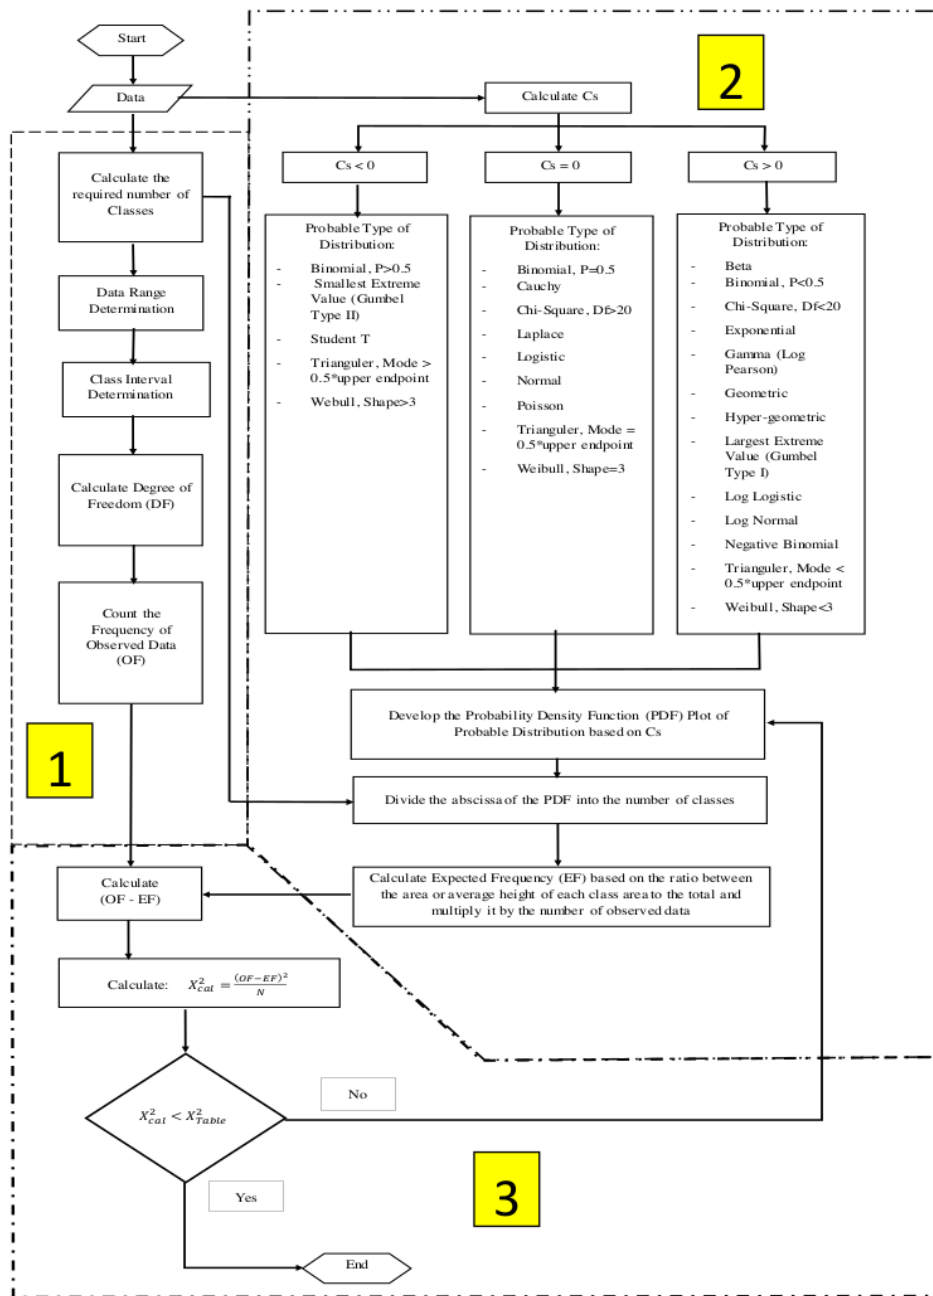 Start
Data
Calculate Cs
2
Calculate the
required number of
Classes
Data Range
Determination
Class Interval
Determination
Calculate Degree of
Freedom (DF)
Count the
Frequency of
Observed Data
(OF)
1
Cs < 0
Cs = 0
Cs > 0
Probable Type of
Distribution:
- Binomial, P>0.5
- Smallest Extreme
Value (Gumbel
Type II)
- Student T
- Trianguler, Mode >
0.5*upper endpoint
- Webull, Shape>3
Probable Type of
Distribution:
- Binomial, P=0.5
- Cauchy
- Chi-Square, Df>20
- Laplace
- Logistic
- Normal
- Poisson
- Trianguler, Mode =
0.5*upper endpoint
- Weibull, Shape=3
Probable Type of
Distribution:
- Beta
- Binomial, P<0.5
- Chi-Square, Df<20
- Exponential
- Gamma (Log
Pearson)
- Geometric
- Hyper-geometric
- Largest Extreme
Value (Gumbel
Type I)
- Log Logistic
- Log Normal
- Negative Binomial
- Trianguler, Mode <
0.5*upper endpoint
- Weibull, Shape<3
Develop the Probability Density Function (PDF) Plot of
Probable Distribution based on Cs
Divide the abscissa of the PDF into the number of classes
Calculate Expected Frequency (EF) based on the ratio between
the area or average height of each class area to the total and
multiply it by the number of observed data
Calculate
(OF - EF)
Calculate: X²cal = (OF−EF)²/N
X²cal < X²Table
No
Yes
3
End